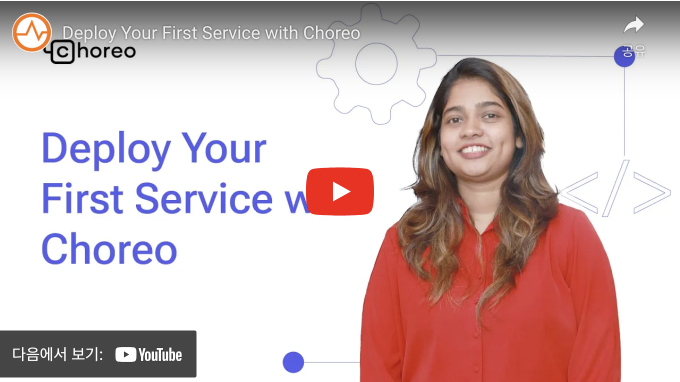 Deploy Your First Service with Choreo
choreo
공유
Deploy Your
First Service w
Choreo
</>
다음에서 보기: YouTube